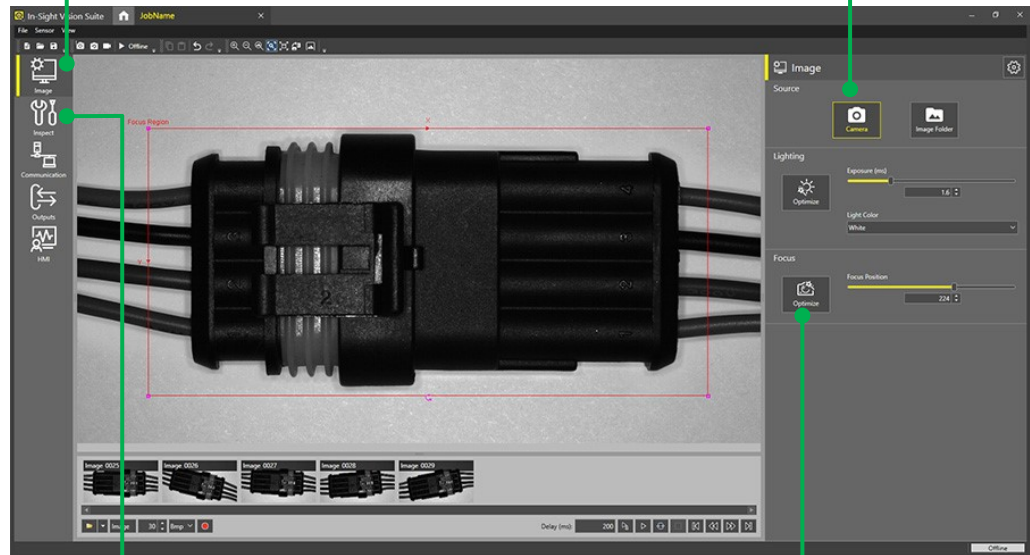 In-Sight Vision Suite
JobName
File Sensor View
Offline
Image
Inspect
Communication
Outputs
HMI
Focus Region
X
2
Image 0025
Image 0026
Image 0027
Image 0028
Image 0029
Image 30 Bmp
Delay (ms): 200
Image
Source
Camera
Image Folder
Lighting
Optimize
Exposure (ms)
1.6
Light Color
White
Focus
Optimize
Focus Position
224
Offline